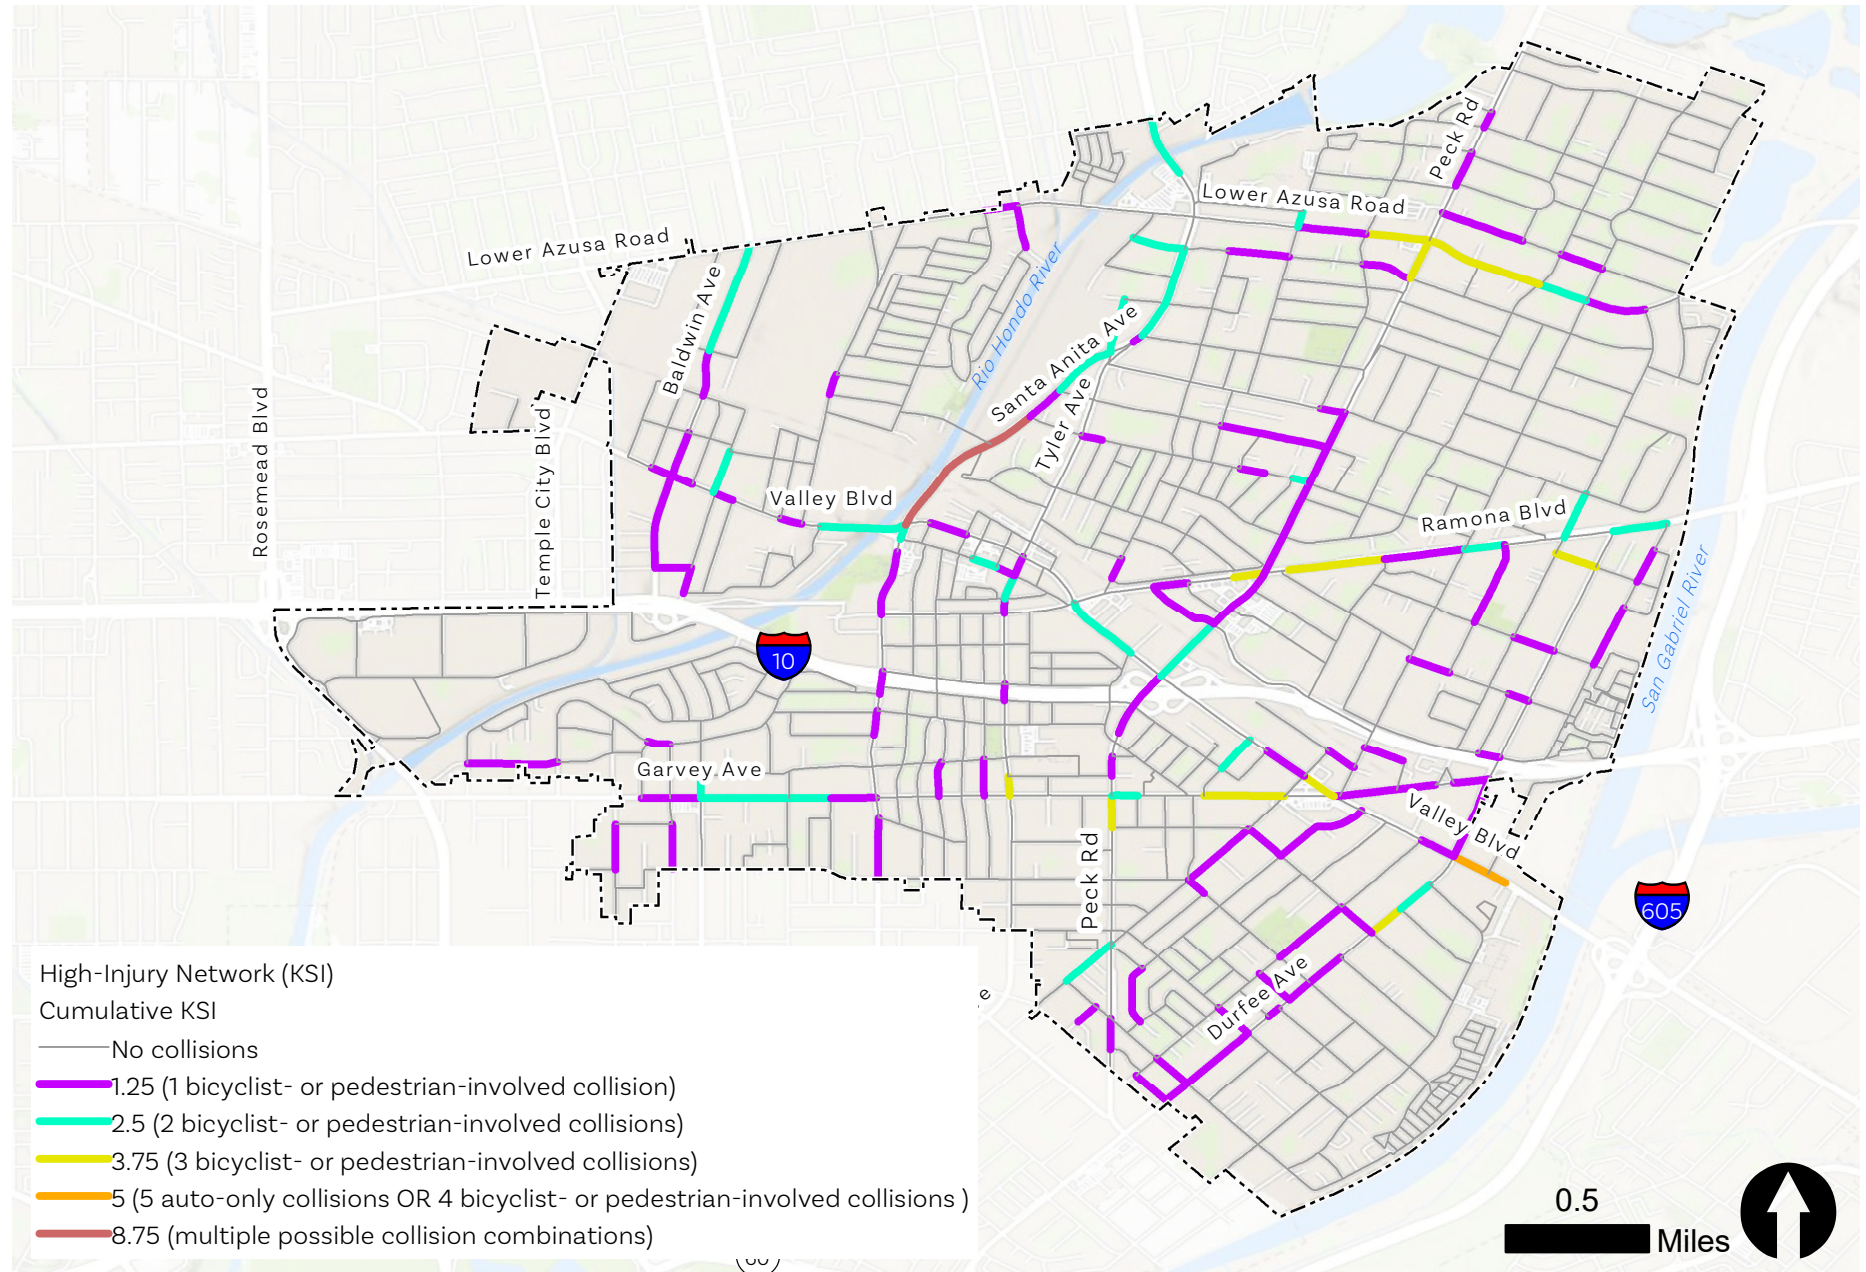 Peck Rd
Lower Azusa Road
Lower Azusa Road
Baldwin Ave
Rio Hondo River
Santa Anita Ave
Tyler Ave
Rosemead Blvd
Temple City Blvd
Valley Blvd
Ramona Blvd
San Gabriel River
10
Garvey Ave
Valley Blvd
Peck Rd
605
Durfee Ave
e
High-Injury Network (KSI)
Cumulative KSI
No collisions
1.25 (1 bicyclist- or pedestrian-involved collision)
2.5 (2 bicyclist- or pedestrian-involved collisions)
3.75 (3 bicyclist- or pedestrian-involved collisions)
5 (5 auto-only collisions OR 4 bicyclist- or pedestrian-involved collisions )
8.75 (multiple possible collision combinations)
0.5
Miles